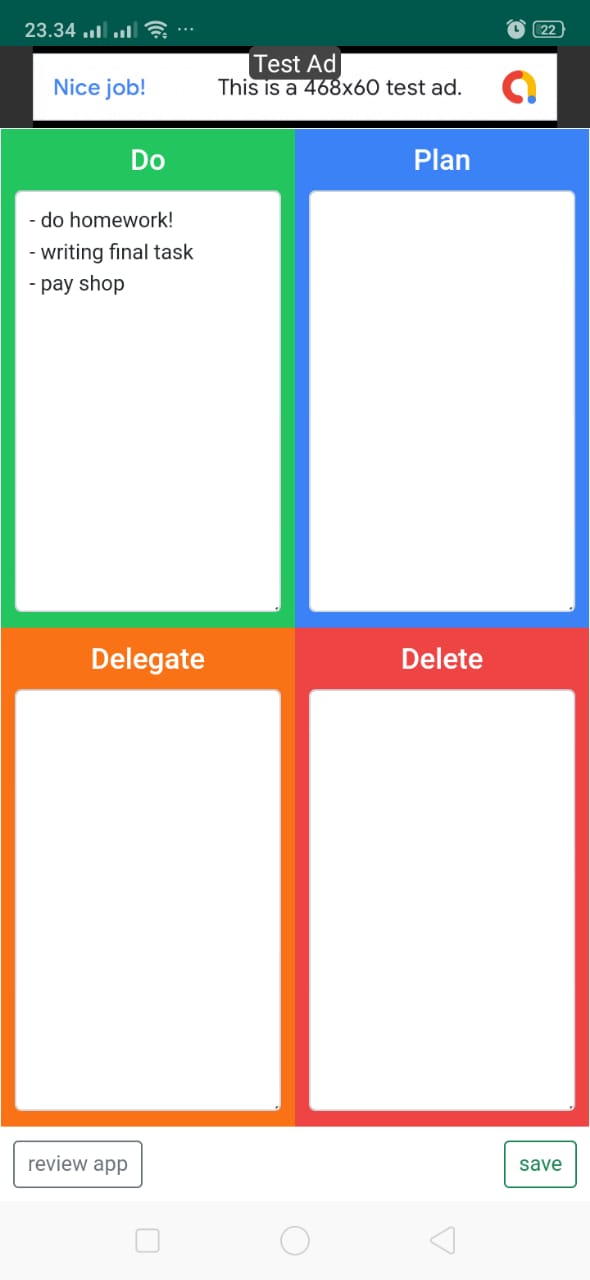 23.34
22
Test Ad
Nice job! This is a 468x60 test ad.
Do
- do homework!
- writing final task
- pay shop
Plan
Delegate
Delete
review app
save